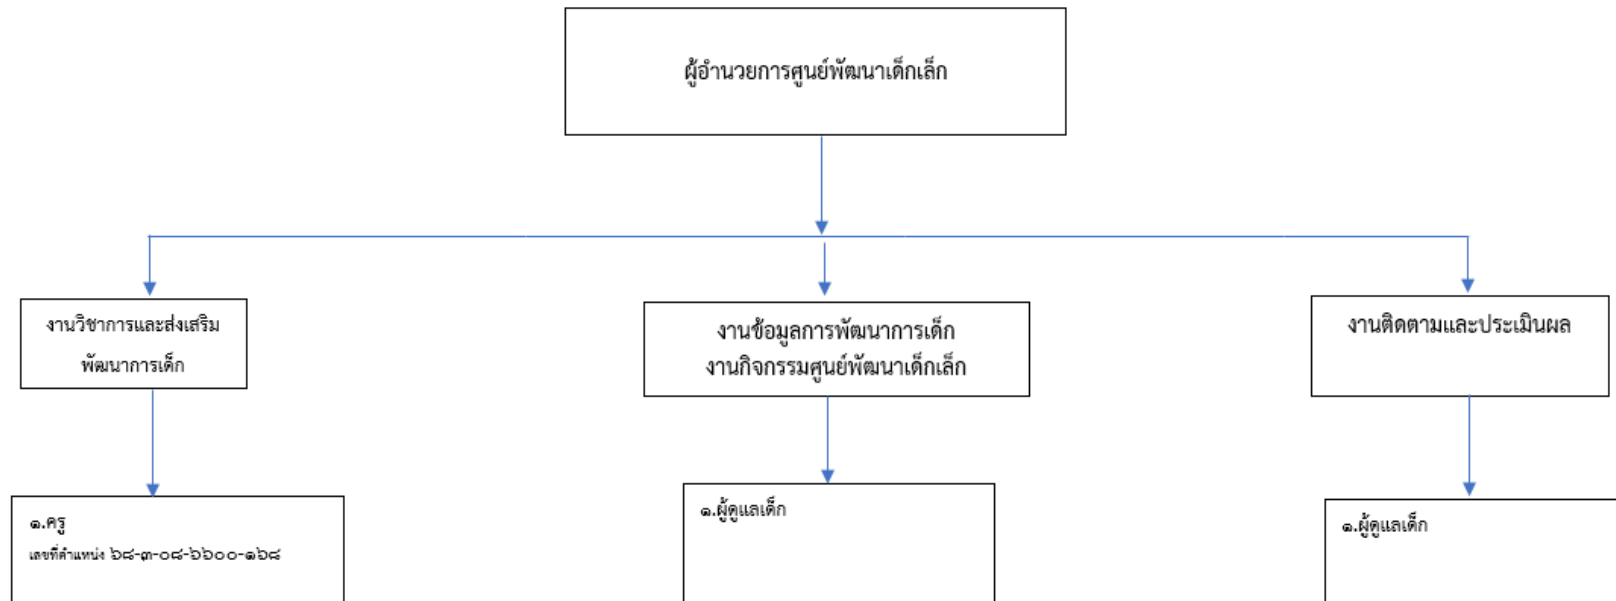 ผู้อำนวยการศูนย์พัฒนาเด็กเล็ก
งานวิชาการและส่งเสริม
พัฒนาการเด็ก
งานข้อมูลการพัฒนาการเด็ก
งานกิจกรรมศูนย์พัฒนาเด็กเล็ก
งานติดตามและประเมินผล
๑.ครู
เลขที่ตำแหน่ง ๖๘-๓-๐๘-๖๖๐๐-๑๖๘
๑.ผู้ดูแลเด็ก
๑.ผู้ดูแลเด็ก